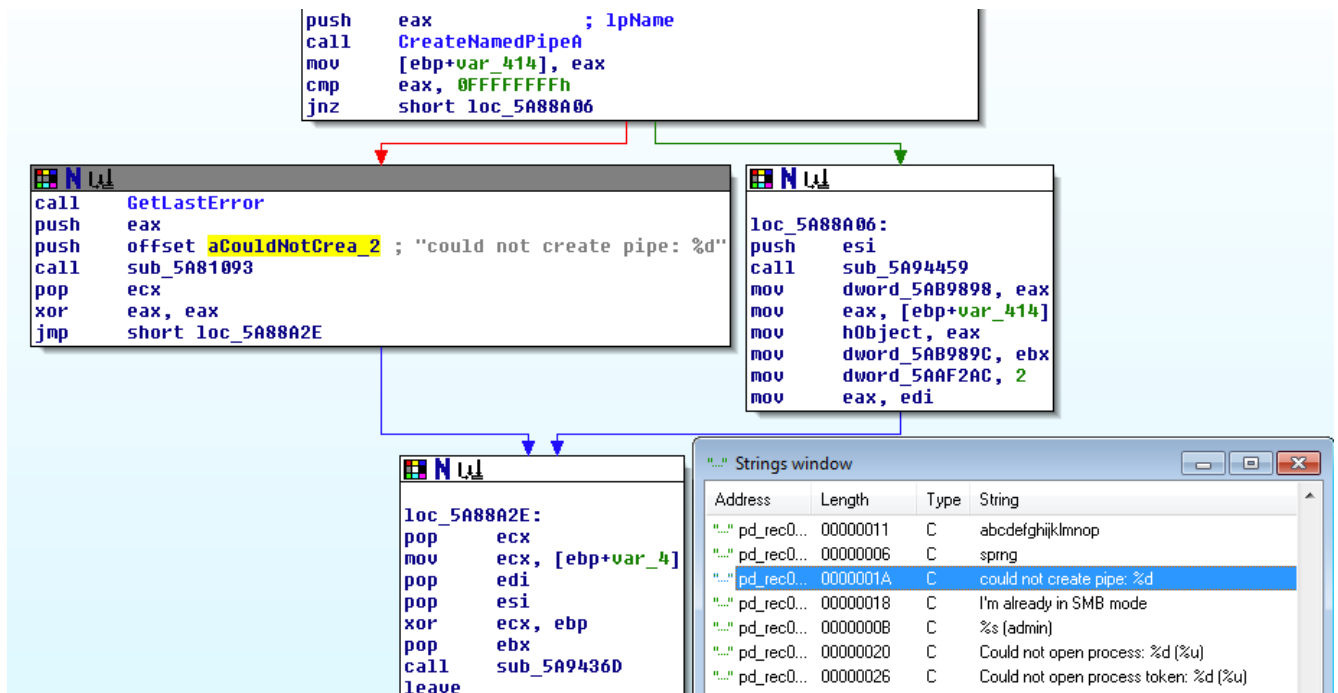 push eax ; lpName
call CreateNamedPipeA
mov [ebp+var_414], eax
cmp eax, 0FFFFFFFFh
jnz short loc_5A88A06
call GetLastError
push eax
push offset aCouldNotCrea_2 ; "could not create pipe: %d"
call sub_5A81093
pop ecx
xor eax, eax
jmp short loc_5A88A2E
loc_5A88A06:
push esi
call sub_5A94459
mov dword_5AB9898, eax
mov eax, [ebp+var_414]
mov hObject, eax
mov dword_5AB989C, ebx
mov dword_5AAF2AC, 2
mov eax, edi
loc_5A88A2E:
pop ecx
mov ecx, [ebp+var_4]
pop edi
pop esi
xor ecx, ebp
pop ebx
call sub_5A9436D
leave
"..." Strings window
Address Length Type String
"..." pd_rec0... 00000011 C abcdefghijklmnop
"..." pd_rec0... 00000006 C sprng
"..." pd_rec0... 0000001A C could not create pipe: %d
"..." pd_rec0... 00000018 C I'm already in SMB mode
"..." pd_rec0... 0000000B C %s (admin)
"..." pd_rec0... 00000020 C Could not open process: %d (%u)
"..." pd_rec0... 00000026 C Could not open process token: %d (%u)